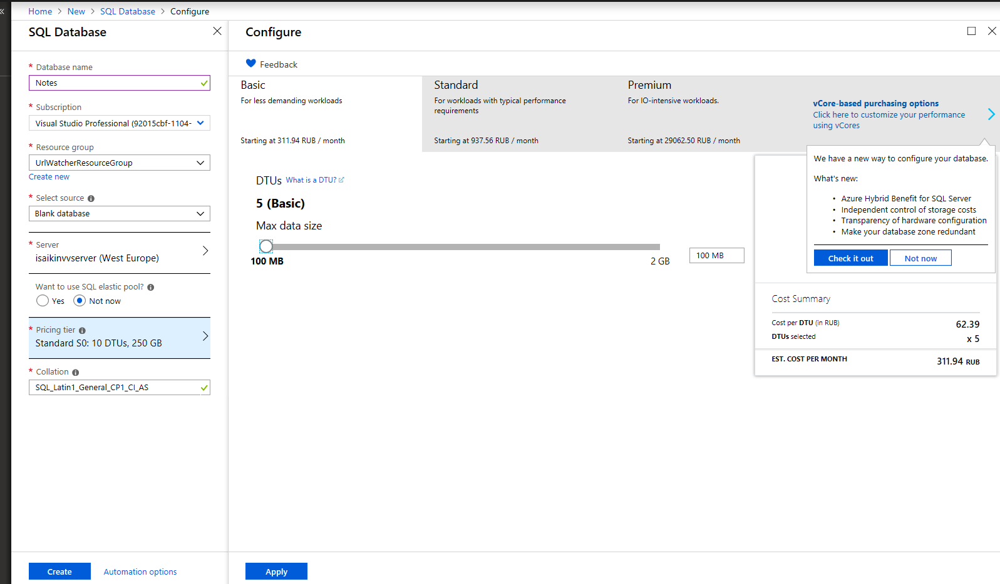 Home > New > SQL Database > Configure
SQL Database
* Database name
Notes
* Subscription
Visual Studio Professional (92015cbf-1104-
* Resource group
UrlWatcherResourceGroup
Create new
* Select source
Blank database
* Server
isaikinvvserver (West Europe)
Want to use SQL elastic pool?
Yes Not now
* Pricing tier
Standard S0: 10 DTUs, 250 GB
* Collation
SQL_Latin1_General_CP1_CI_AS
Create Automation options
Configure
Feedback
Basic
For less demanding workloads
Starting at 311.94 RUB / month
Standard
For workloads with typical performance
requirements
Starting at 937.56 RUB / month
Premium
For IO-intensive workloads.
Starting at 29062.50 RUB / month
vCore-based purchasing options
Click here to customize your performance
using vCores
We have a new way to configure your database.
What's new:
• Azure Hybrid Benefit for SQL Server
• Independent control of storage costs
• Transparency of hardware configuration
• Make your database zone redundant
Check it out Not now
DTUs What is a DTU?
5 (Basic)
Max data size
100 MB 2 GB
100 MB
Cost Summary
Cost per DTU (in RUB) 62.39
DTUs selected x 5
EST. COST PER MONTH 311.94 RUB
Apply